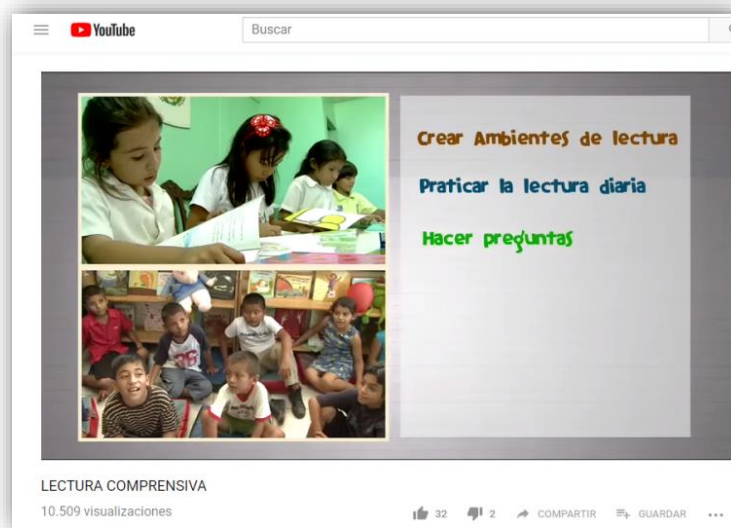 YouTube
Buscar
Crear Ambientes de lectura
Praticar la lectura diaria
Hacer preguntas
LECTURA COMPRENSIVA
10.509 visualizaciones
32 2 COMPARTIR GUARDAR